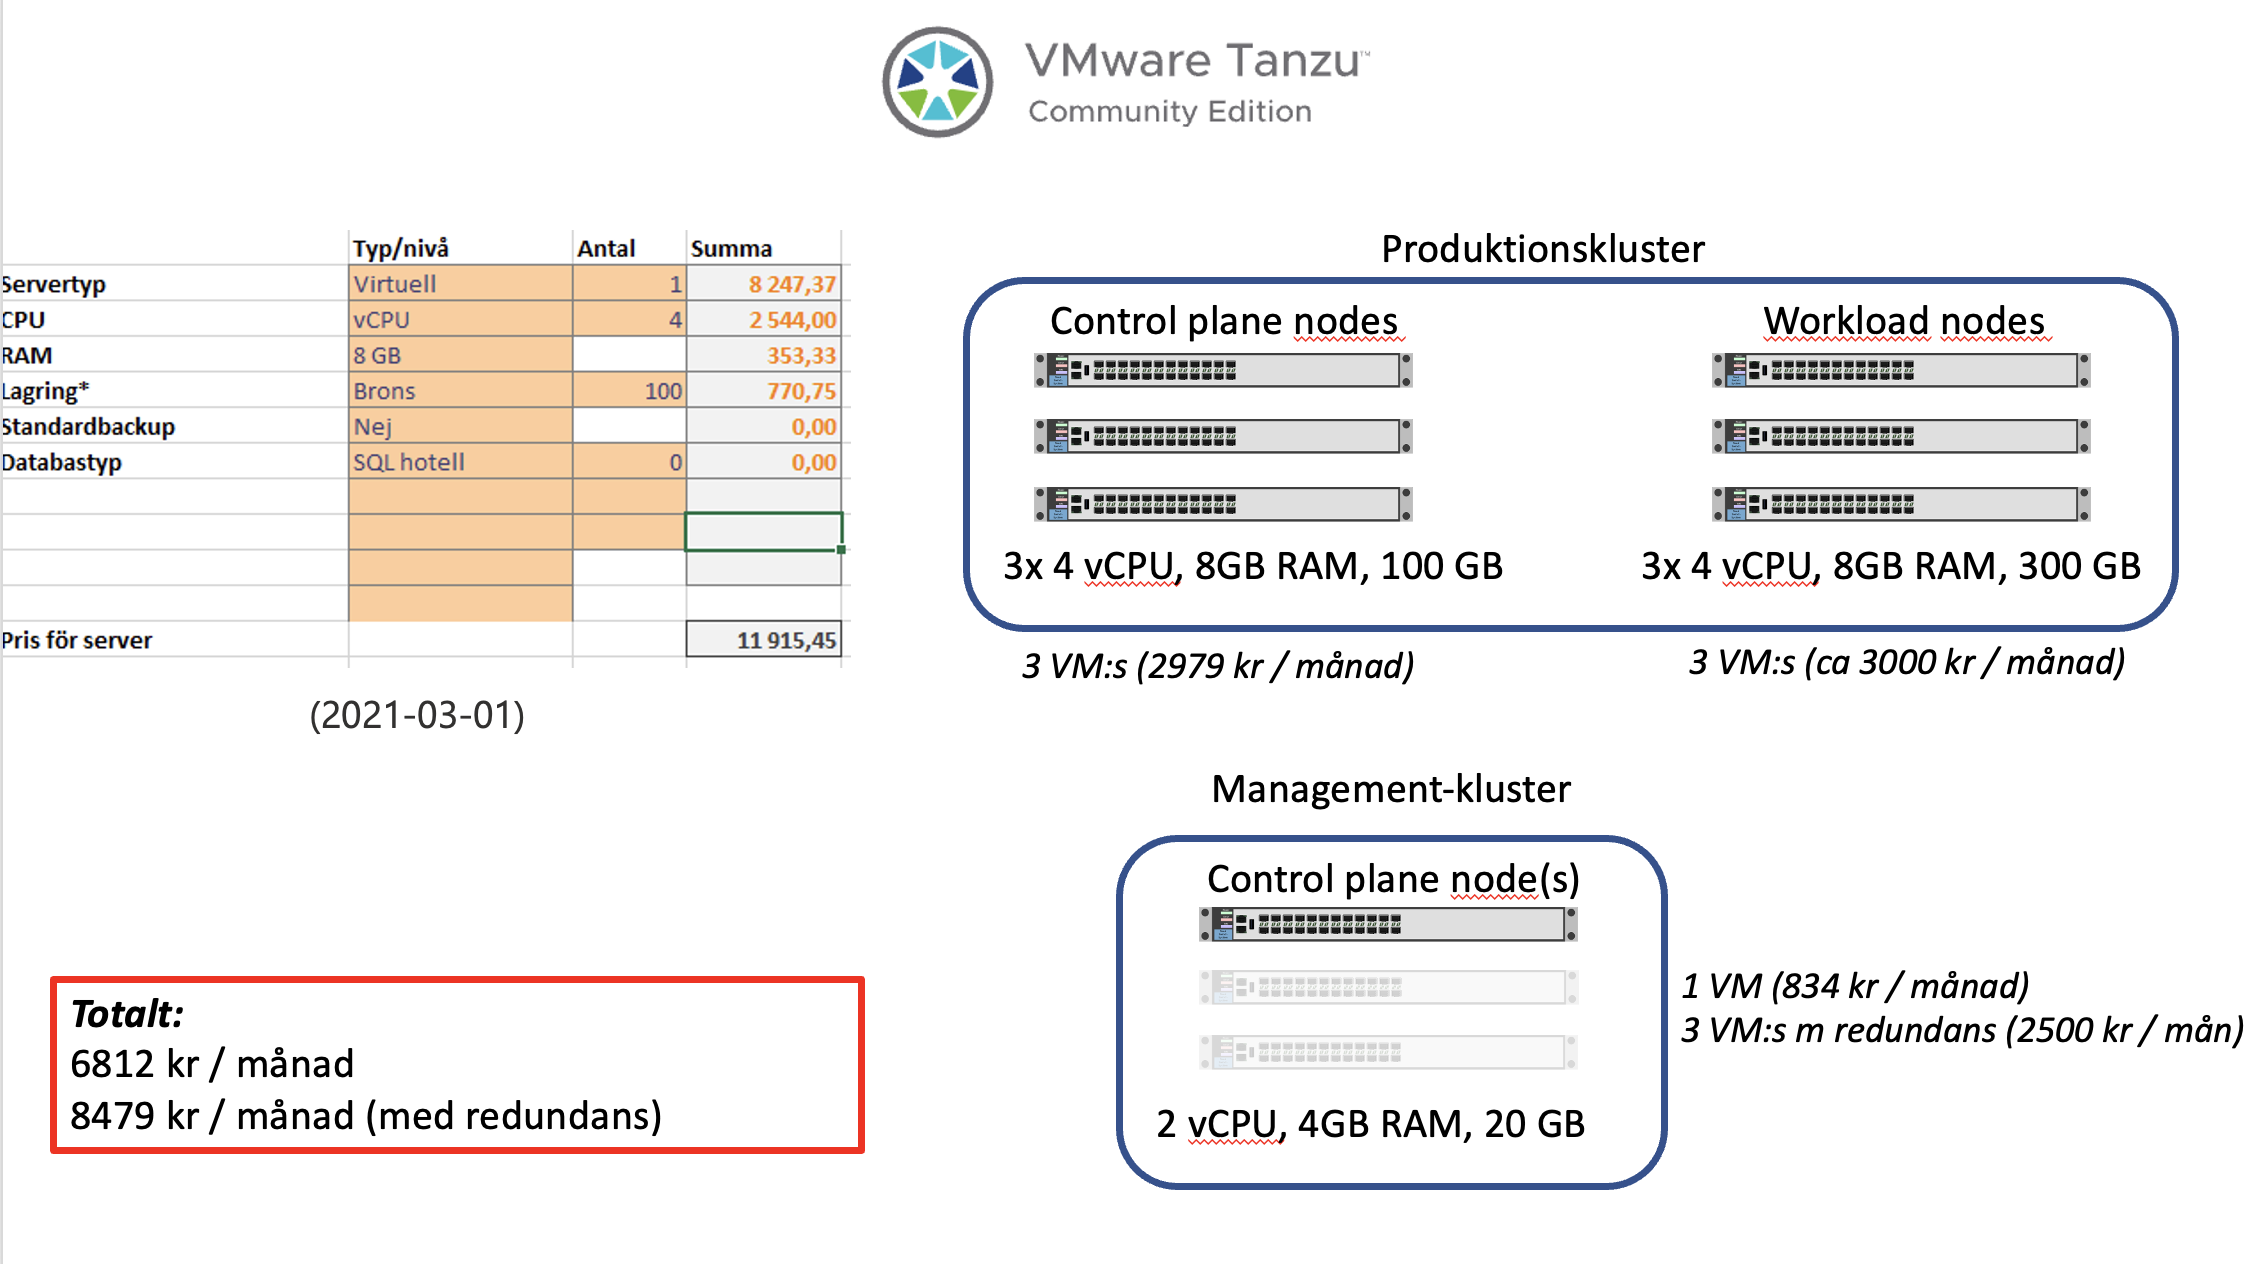 VMware Tanzu™
Community Edition
Typ/nivå Antal Summa
Servertyp Virtuell 1 8 247,37
CPU vCPU 4 2 544,00
RAM 8 GB 353,33
Lagring* Brons 100 770,75
Standardbackup Nej 0,00
Databastyp SQL hotell 0 0,00
Pris för server 11 915,45
(2021-03-01)
Produktionskluster
Control plane nodes
3x 4 vCPU, 8GB RAM, 100 GB
3 VM:s (2979 kr / månad)
Workload nodes
3x 4 vCPU, 8GB RAM, 300 GB
3 VM:s (ca 3000 kr / månad)
Management-kluster
Control plane node(s)
2 vCPU, 4GB RAM, 20 GB
1 VM (834 kr / månad)
3 VM:s m redundans (2500 kr / mån)
Totalt:
6812 kr / månad
8479 kr / månad (med redundans)